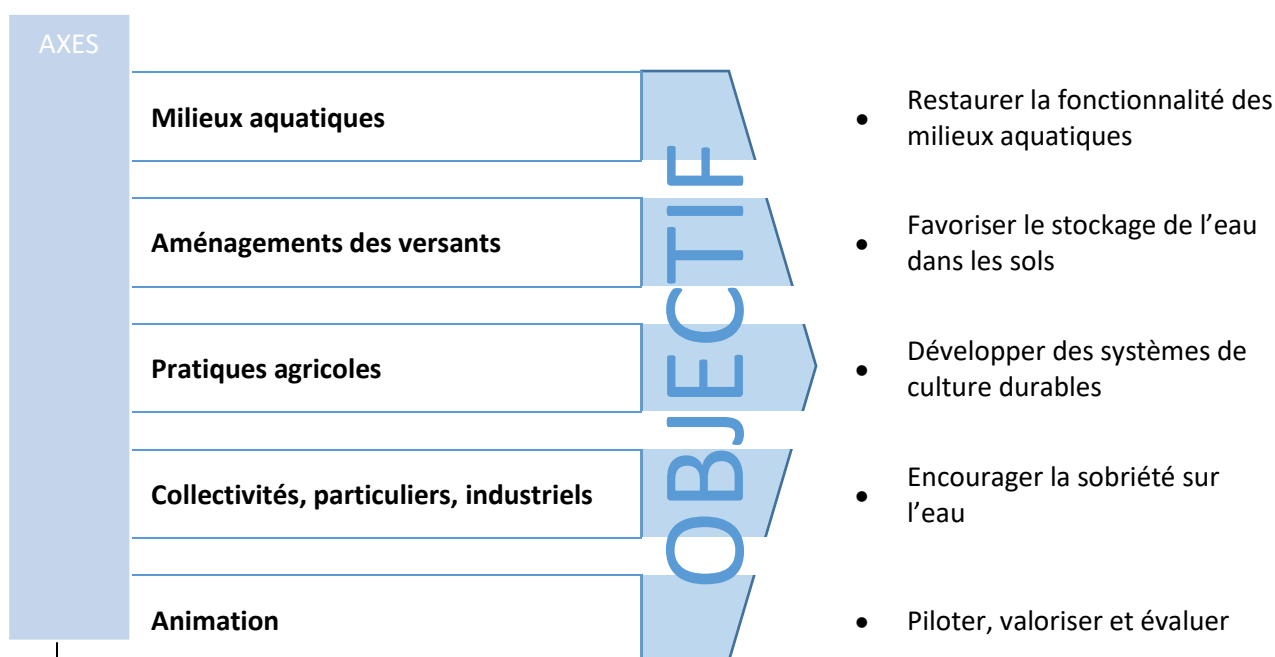 AXES
Milieux aquatiques
Restaurer la fonctionnalité des
milieux aquatiques
Aménagements des versants
Favoriser le stockage de l’eau
dans les sols
Pratiques agricoles
Développer des systèmes de
culture durables
Collectivités, particuliers, industriels
Encourager la sobriété sur
l’eau
Animation
Piloter, valoriser et évaluer
OBJECTIF